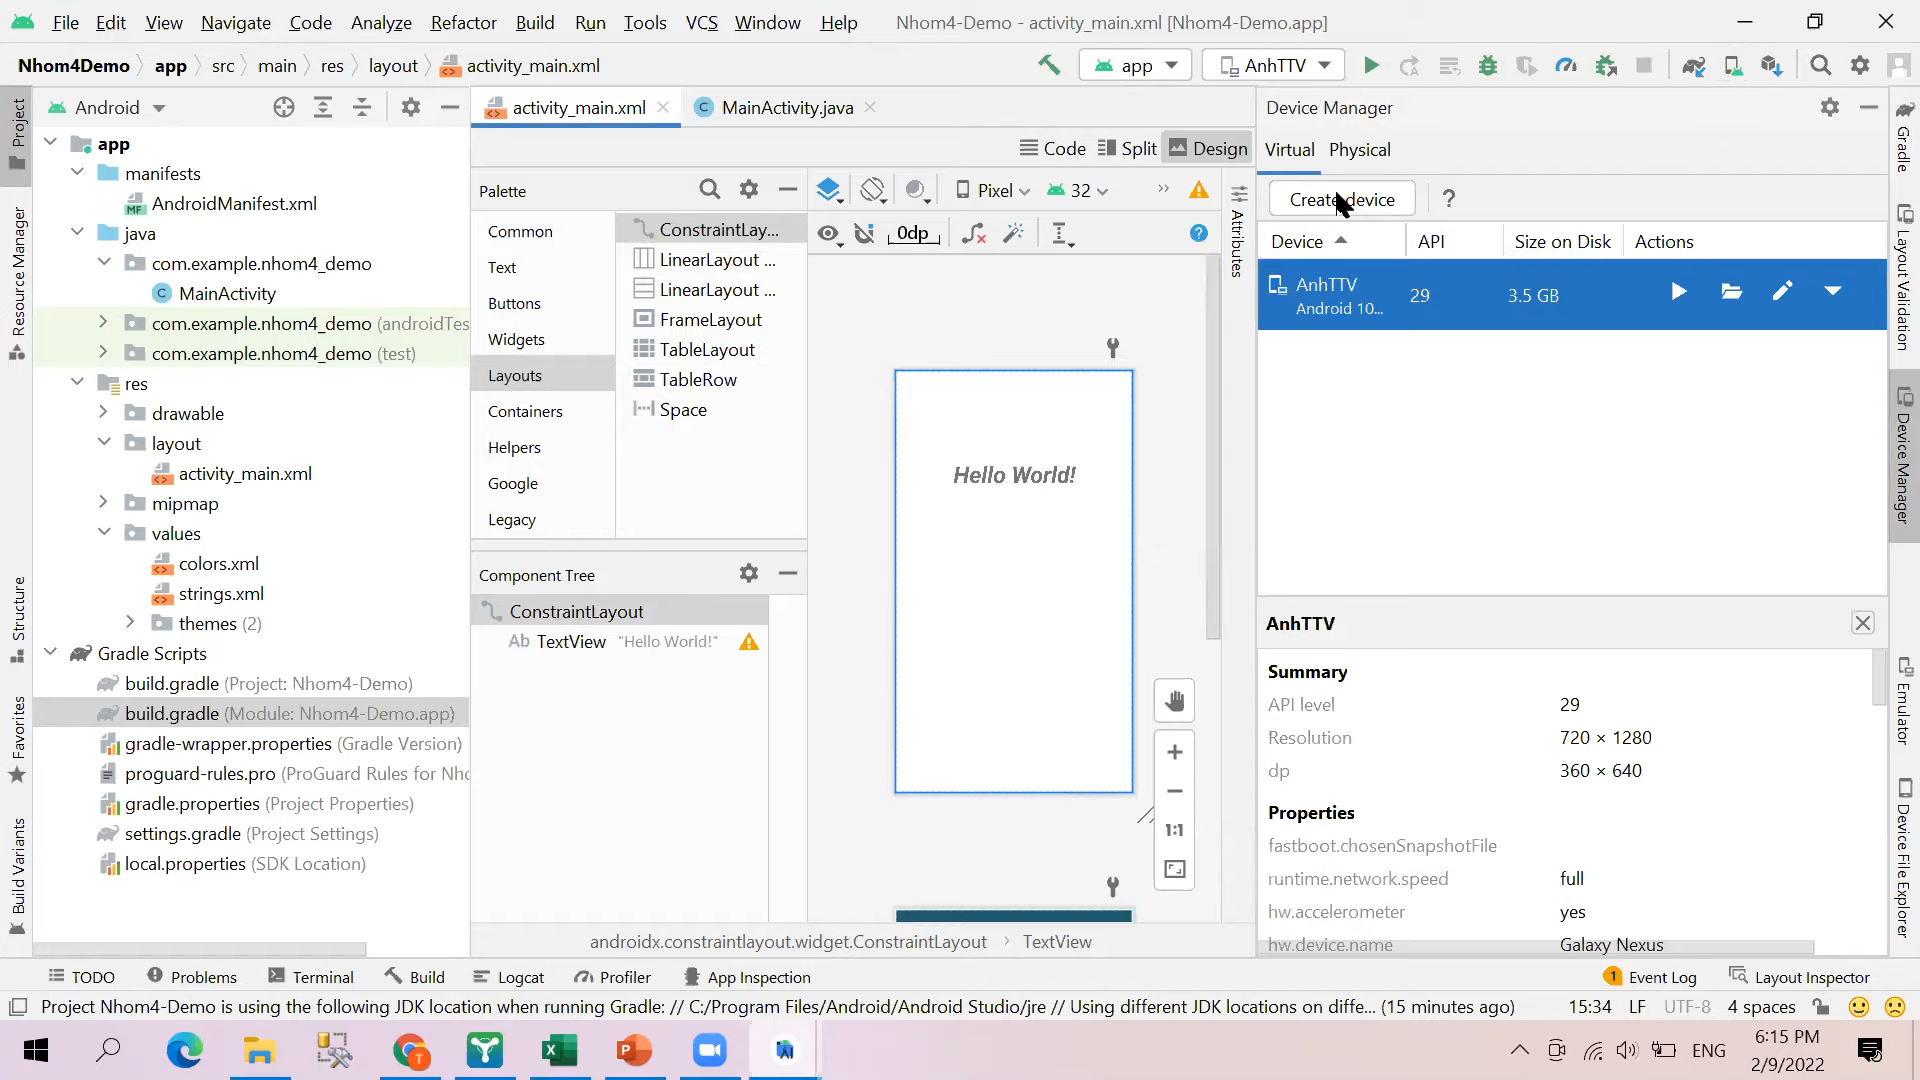 File Edit View Navigate Code Analyze Refactor Build Run Tools VCS Window Help Nhom4-Demo - activity_main.xml [Nhom4-Demo.app]
Nhom4Demo app src main res layout activity_main.xml app AnhTTV
Project
Resource Manager
Structure
Favorites
Build Variants
Android
app
manifests
AndroidManifest.xml
java
com.example.nhom4_demo
MainActivity
com.example.nhom4_demo (androidTes
com.example.nhom4_demo (test)
res
drawable
layout
activity_main.xml
mipmap
values
colors.xml
strings.xml
themes (2)
Gradle Scripts
build.gradle (Project: Nhom4-Demo)
build.gradle (Module: Nhom4-Demo.app)
gradle-wrapper.properties (Gradle Version)
proguard-rules.pro (ProGuard Rules for Nho
gradle.properties (Project Properties)
settings.gradle (Project Settings)
local.properties (SDK Location)
activity_main.xml MainActivity.java
Code Split Design
Palette
Common
Text
Buttons
Widgets
Layouts
Containers
Helpers
Google
Legacy
ConstraintLay...
LinearLayout ...
LinearLayout ...
FrameLayout
TableLayout
TableRow
Space
Component Tree
ConstraintLayout
Ab TextView "Hello World!"
Pixel 32
0dp
Hello World!
1:1
Attributes
androidx.constraintlayout.widget.ConstraintLayout TextView
Device Manager
Virtual Physical
Create device ?
Device API Size on Disk Actions
AnhTTV
Android 10... 29 3.5 GB
AnhTTV
Summary
API level 29
Resolution 720 × 1280
dp 360 × 640
Properties
fastboot.chosenSnapshotFile
runtime.network.speed full
hw.accelerometer yes
hw.device.name Galaxy Nexus
Gradle
Layout Validation
Device Manager
Emulator
Device File Explorer
TODO Problems Terminal Build Logcat Profiler App Inspection 1 Event Log Layout Inspector
Project Nhom4-Demo is using the following JDK location when running Gradle: // C:/Program Files/Android/Android Studio/jre // Using different JDK locations on diffe... (15 minutes ago) 15:34 LF UTF-8 4 spaces
ENG
6:15 PM
2/9/2022